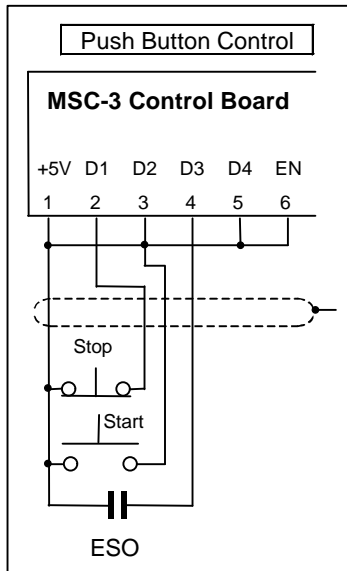 Push Button Control
MSC-3 Control Board
+5V D1 D2 D3 D4 EN
1 2 3 4 5 6
Stop
Start
ESO